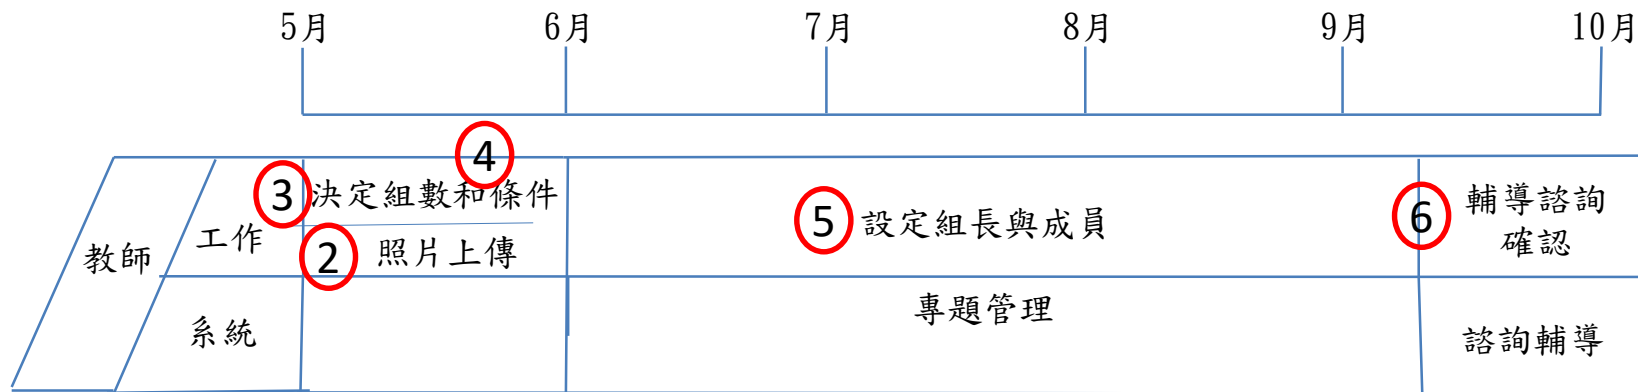 5月 6月 7月 8月 9月 10月
4
3 決定組數和條件
工作
2 照片上傳
教師
5 設定組長與成員
6 輔導諮詢
確認
系統
專題管理
諮詢輔導